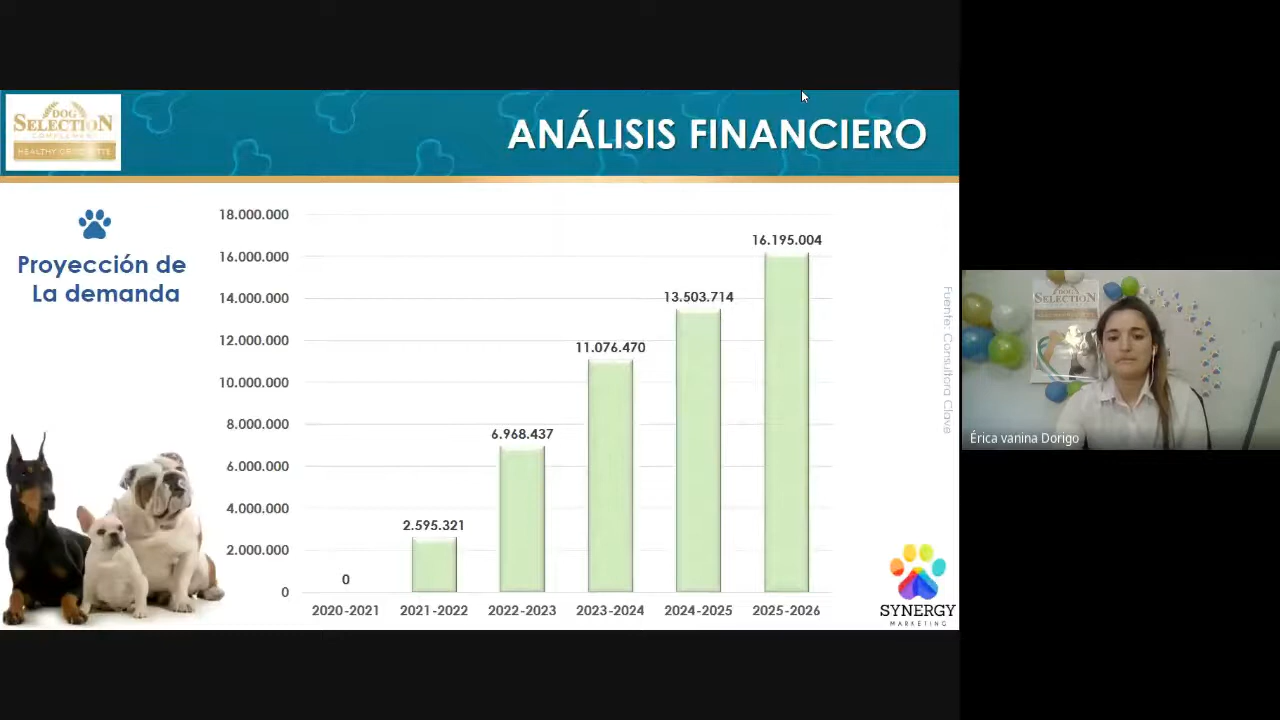 DOG
SELECTION
COMPLEMEN
HEALTHY
ANÁLISIS FINANCIERO
Proyección de
La demanda
18.000.000
16.000.000
14.000.000
12.000.000
10.000.000
8.000.000
6.000.000
4.000.000
2.000.000
0
0
2.595.321
6.968.437
11.076.470
13.503.714
16.195.004
2020-2021
2021-2022
2022-2023
2023-2024
2024-2025
2025-2026
Fuente: Consultora Clave
SYNERGY
MARKETING
DOG
SELECTION
Érica vanina Dorigo